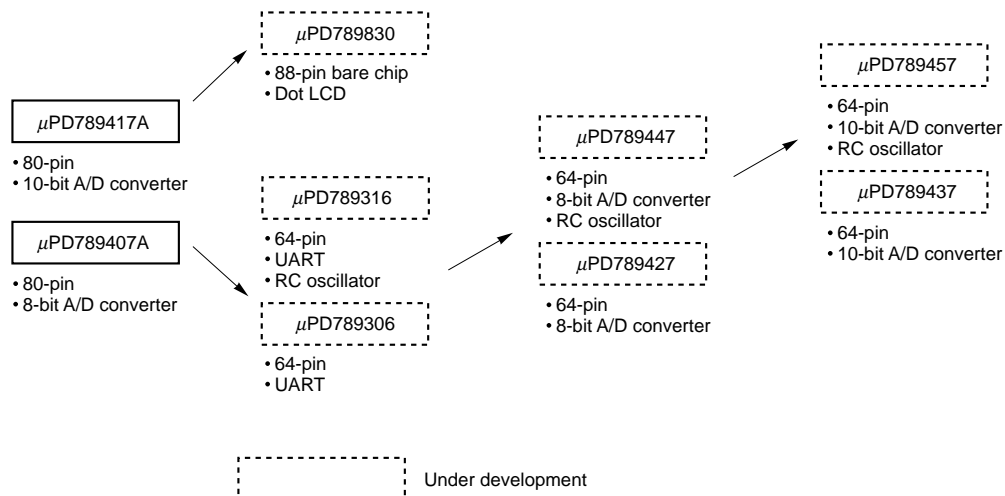 μPD789830
• 88-pin bare chip
• Dot LCD
μPD789417A
• 80-pin
• 10-bit A/D converter
μPD789407A
• 80-pin
• 8-bit A/D converter
μPD789316
• 64-pin
• UART
• RC oscillator
μPD789306
• 64-pin
• UART
μPD789447
• 64-pin
• 8-bit A/D converter
• RC oscillator
μPD789427
• 64-pin
• 8-bit A/D converter
μPD789457
• 64-pin
• 10-bit A/D converter
RC oscillator
μPD789437
• 64-pin
• 10-bit A/D converter
Under development